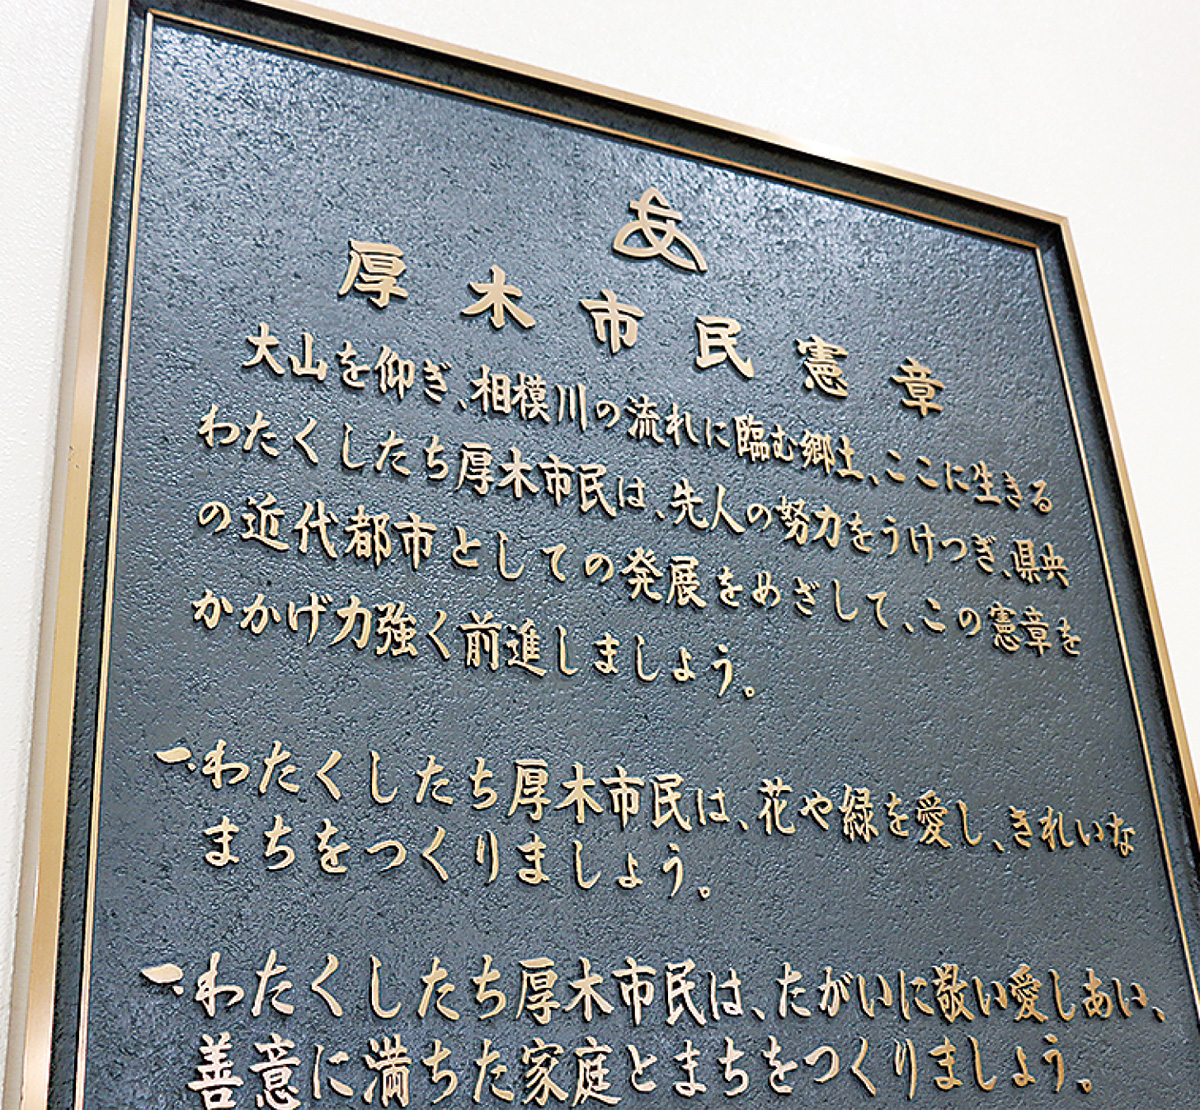 厚木市民憲章
大山を仰ぎ、相模川の流れに臨む郷土、ここに生きる
わたくしたち厚木市民は、先人の努力をうけつぎ、県央
の近代都市としての発展をめざして、この憲章を
かかげ力強く前進しましょう。
一、わたくしたち厚木市民は、花や緑を愛し、きれいな
まちをつくりましょう。
一、わたくしたち厚木市民は、たがいに敬い愛しあい、
善意に満ちた家庭とまちをつくりましょう。